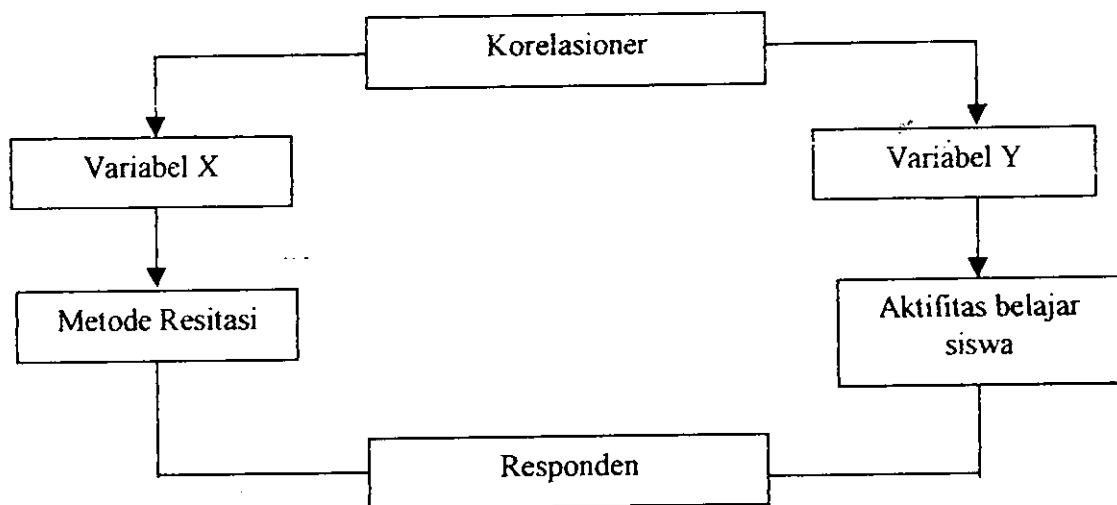 Korelasioner
Variabel X
Variabel Y
Metode Resitasi
Aktifitas belajar
siswa
Responden